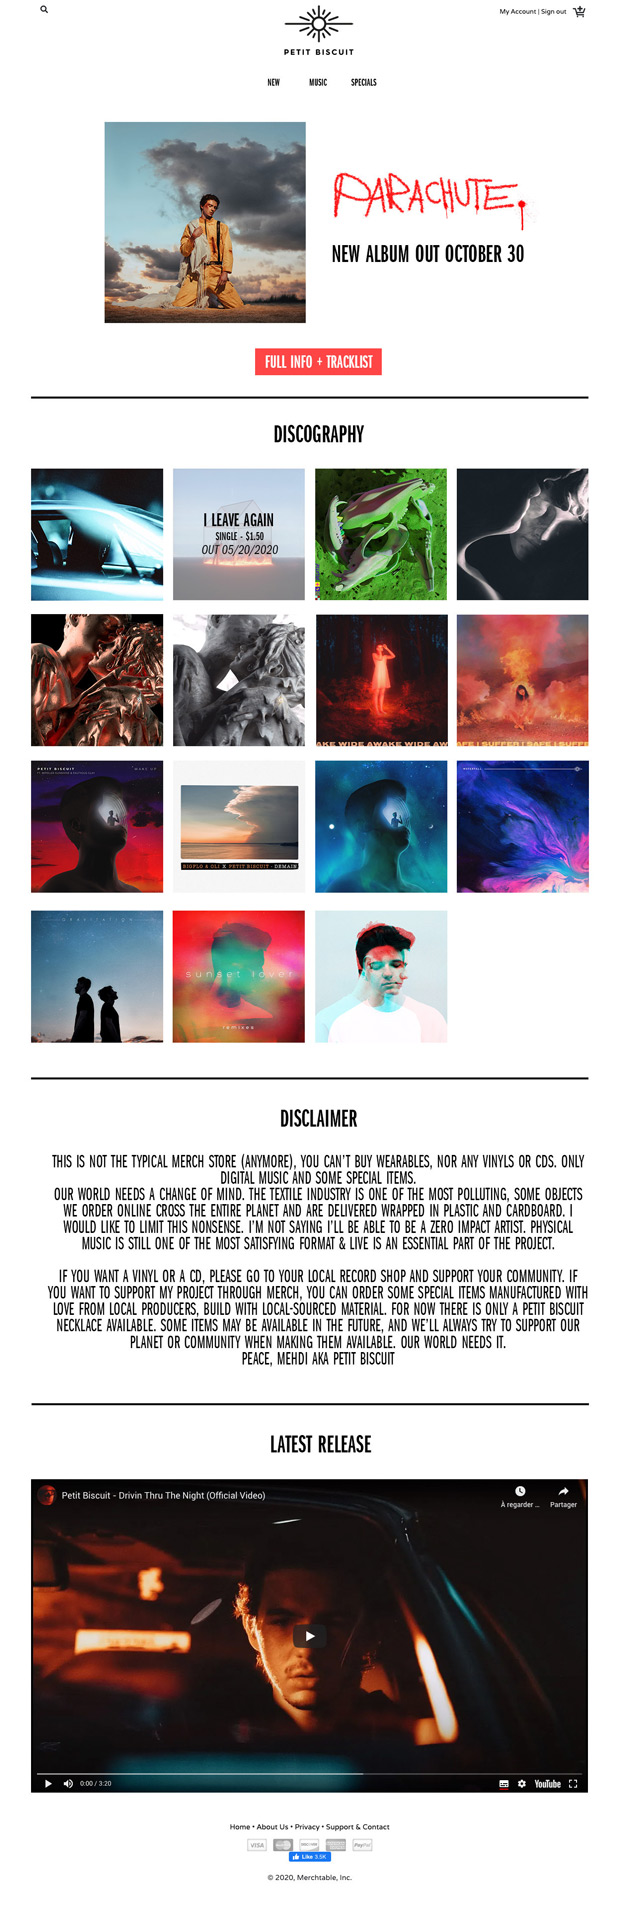 My Account | Sign out
PETIT BISCUIT
NEW MUSIC SPECIALS
PARACHUTE,
NEW ALBUM OUT OCTOBER 30
FULL INFO + TRACKLIST
DISCOGRAPHY
I LEAVE AGAIN
SINGLE - $1.50
OUT 05/20/2020
AKE WIDE AWAKE WIDE AW
AFE I SUFFER I SAFE I SUFFER
PETIT BISCUIT
WAKE UP
BIGFLO & OLI X PETIT BISCUIT - DEMAIN
gravitation
sunset lover
remixes
DISCLAIMER
THIS IS NOT THE TYPICAL MERCH STORE (ANYMORE), YOU CAN'T BUY WEARABLES, NOR ANY VINYLS OR CDS. ONLY
DIGITAL MUSIC AND SOME SPECIAL ITEMS.
OUR WORLD NEEDS A CHANGE OF MIND. THE TEXTILE INDUSTRY IS ONE OF THE MOST POLLUTING, SOME OBJECTS
WE ORDER ONLINE CROSS THE ENTIRE PLANET AND ARE DELIVERED WRAPPED IN PLASTIC AND CARDBOARD. I
WOULD LIKE TO LIMIT THIS NONSENSE. I'M NOT SAYING I'LL BE ABLE TO BE A ZERO IMPACT ARTIST. PHYSICAL
MUSIC IS STILL ONE OF THE MOST SATISFYING FORMAT & LIVE IS AN ESSENTIAL PART OF THE PROJECT.
IF YOU WANT A VINYL OR A CD, PLEASE GO TO YOUR LOCAL RECORD SHOP AND SUPPORT YOUR COMMUNITY. IF
YOU WANT TO SUPPORT MY PROJECT THROUGH MERCH, YOU CAN ORDER SOME SPECIAL ITEMS MANUFACTURED WITH
LOVE FROM LOCAL PRODUCERS, BUILD WITH LOCAL-SOURCED MATERIAL. FOR NOW THERE IS ONLY A PETIT BISCUIT
NECKLACE AVAILABLE. SOME ITEMS MAY BE AVAILABLE IN THE FUTURE, AND WE'LL ALWAYS TRY TO SUPPORT OUR
PLANET OR COMMUNITY WHEN MAKING THEM AVAILABLE. OUR WORLD NEEDS IT.
PEACE, MEHDI AKA PETIT BISCUIT
LATEST RELEASE
Petit Biscuit - Drivin Thru The Night (Official Video)
À regarder ... Partager
0:00 / 3:20 YouTube
Home • About Us • Privacy • Support & Contact
VISA DISCOVER PayPal
Like 3.5K
© 2020, Merchtable, Inc.